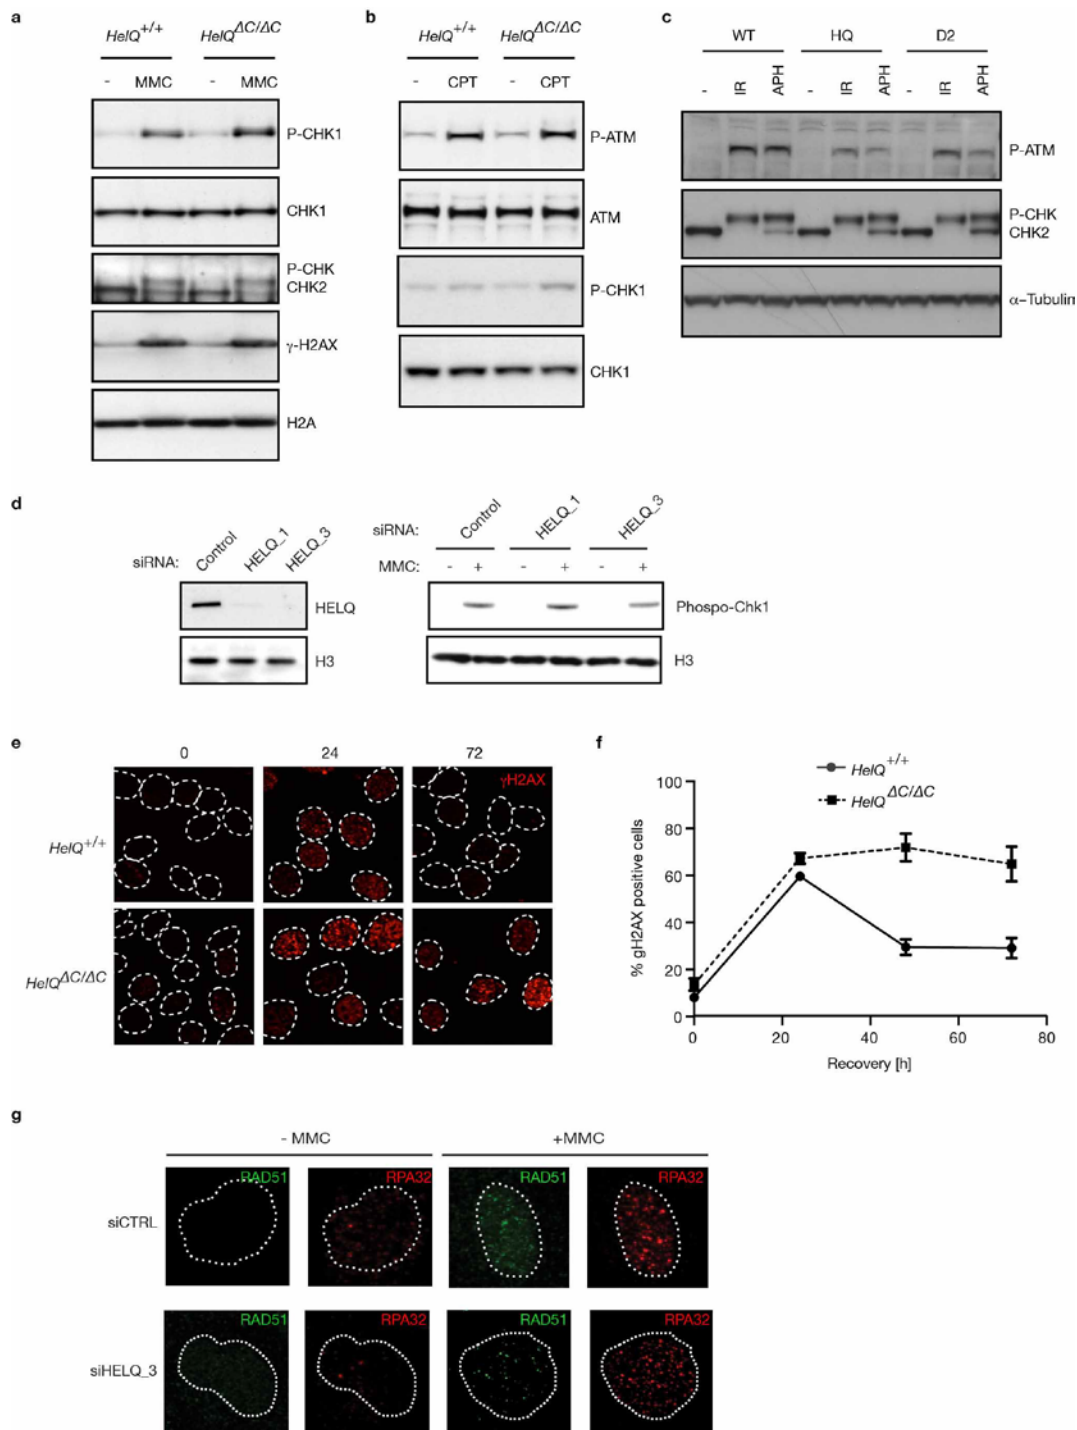 a
HelQ+/+ HelQΔC/ΔC
- MMC - MMC
P-CHK1
CHK1
P-CHK
CHK2
γ-H2AX
H2A
b
HelQ+/+ HelQΔC/ΔC
- CPT - CPT
P-ATM
ATM
P-CHK1
CHK1
c
WT HQ D2
- IR APH - IR APH - IR APH
P-ATM
P-CHK
CHK2
α-Tubulin
d
siRNA: Control HELQ_1 HELQ_3
HELQ
H3
siRNA: Control HELQ_1 HELQ_3
MMC: - + - + - +
Phospo-Chk1
H3
e
0 24 72
γH2AX
HelQ+/+
HelQΔC/ΔC
f
HelQ+/+
HelQΔC/ΔC
% gH2AX positive cells
100
80
60
40
20
0
0 20 40 60 80
Recovery [h]
g
- MMC +MMC
siCTRL
RAD51 RPA32 RAD51 RPA32
siHELQ_3
RAD51 RPA32 RAD51 RPA32